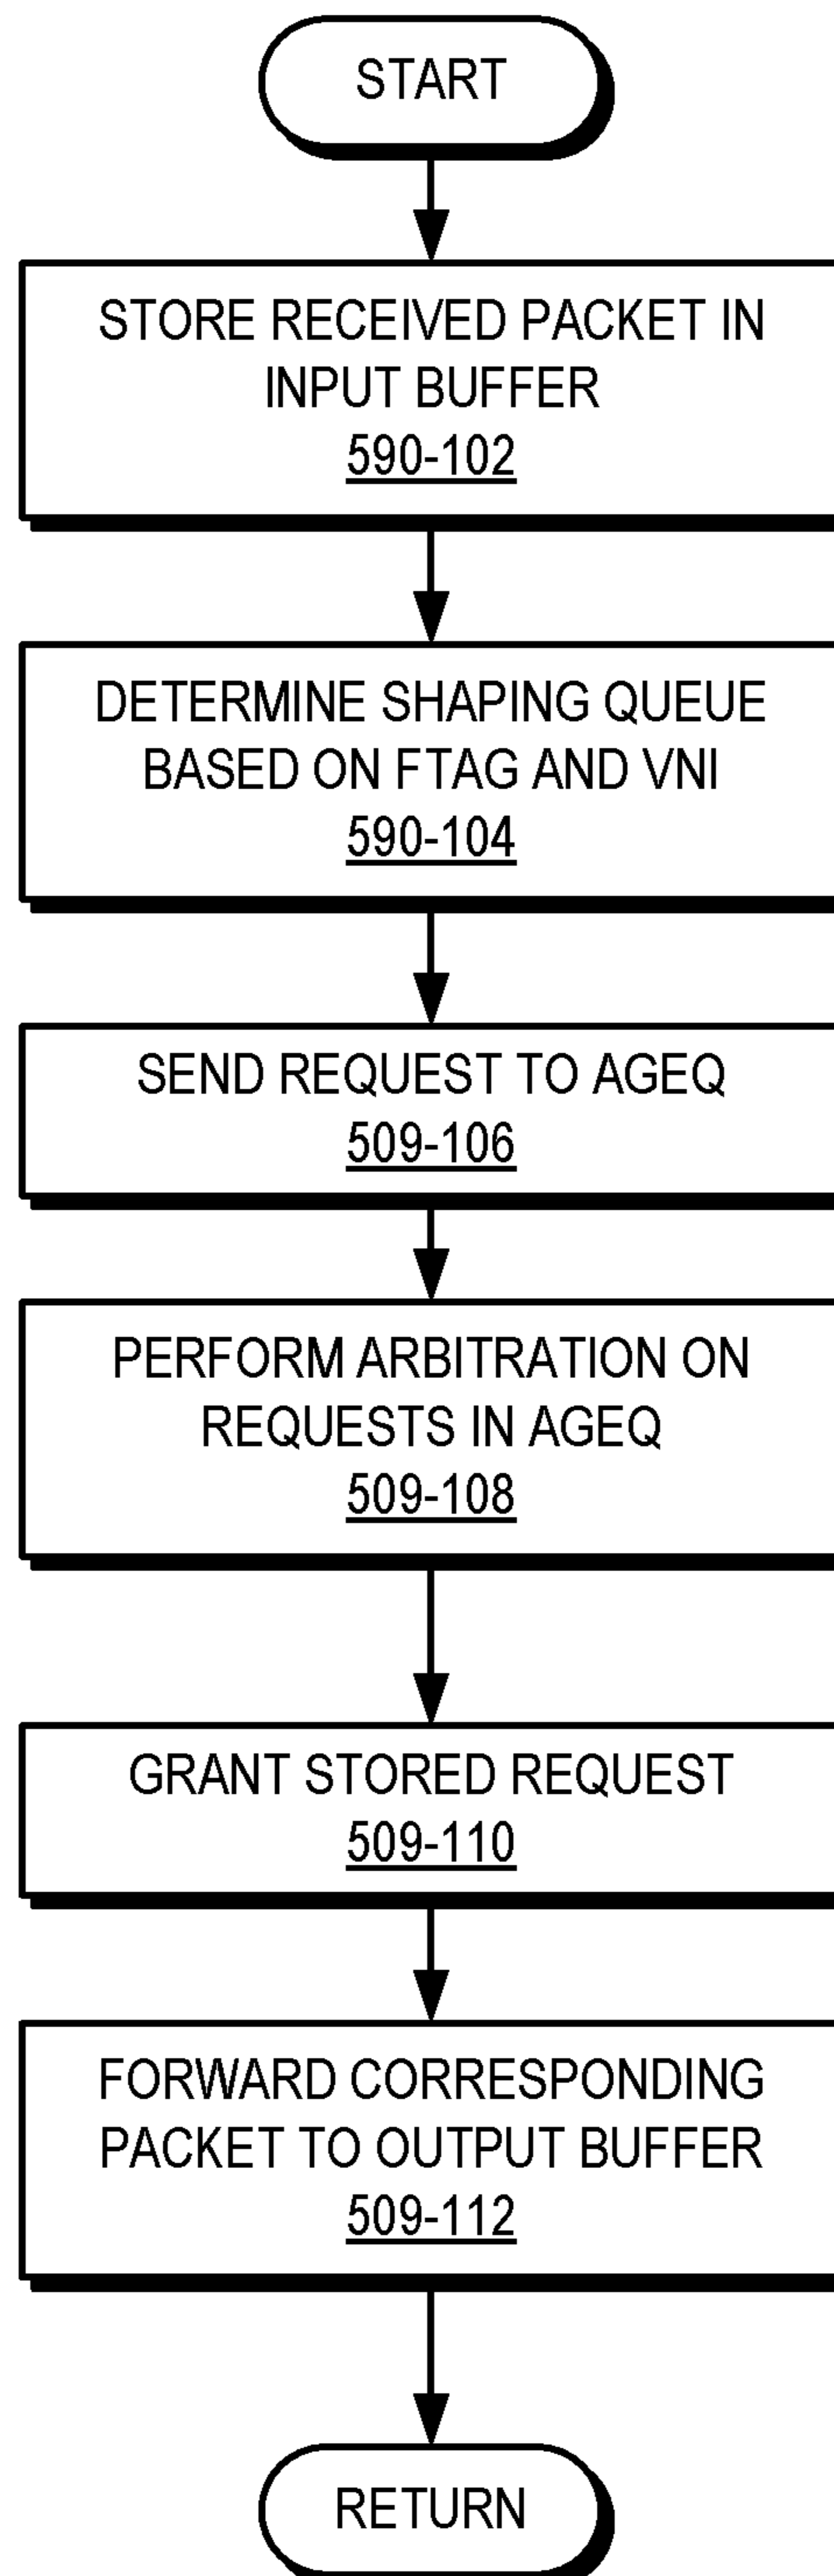 START
STORE RECEIVED PACKET IN
INPUT BUFFER
590-102
DETERMINE SHAPING QUEUE
BASED ON FTAG AND VNI
590-104
SEND REQUEST TO AGEQ
509-106
PERFORM ARBITRATION ON
REQUESTS IN AGEQ
509-108
GRANT STORED REQUEST
509-110
FORWARD CORRESPONDING
PACKET TO OUTPUT BUFFER
509-112
RETURN